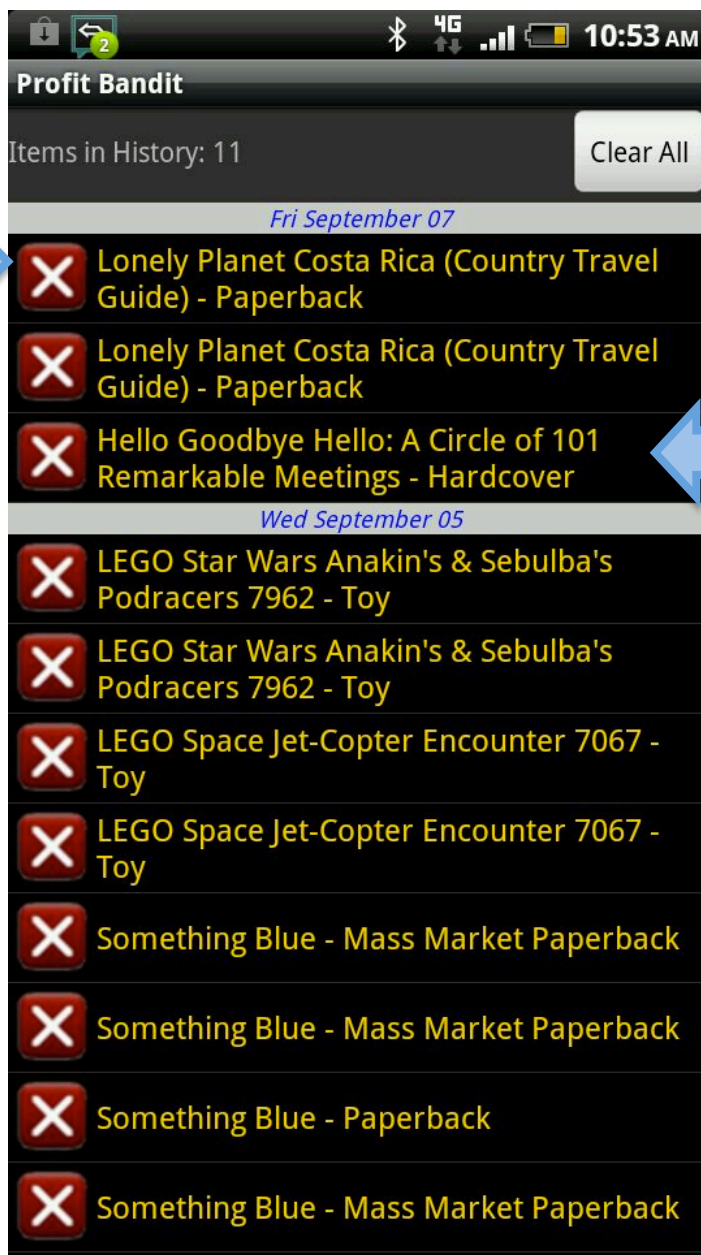 2
4G
10:53 AM
Profit Bandit
Items in History: 11
Clear All
Fri September 07
Lonely Planet Costa Rica (Country Travel
Guide) - Paperback
Lonely Planet Costa Rica (Country Travel
Guide) - Paperback
Hello Goodbye Hello: A Circle of 101
Remarkable Meetings - Hardcover
Wed September 05
LEGO Star Wars Anakin's & Sebulba's
Podracers 7962 - Toy
LEGO Star Wars Anakin's & Sebulba's
Podracers 7962 - Toy
LEGO Space Jet-Copter Encounter 7067 -
Toy
LEGO Space Jet-Copter Encounter 7067 -
Toy
Something Blue - Mass Market Paperback
Something Blue - Mass Market Paperback
Something Blue - Paperback
Something Blue - Mass Market Paperback